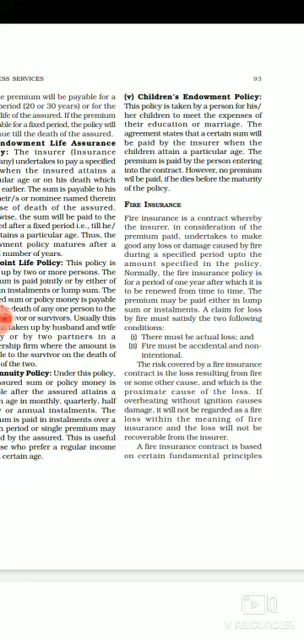 ESS SERVICES
93
e premium will be payable for a
period (20 or 30 years) or for the
life of the assured. If the premium
able for a fixed period, the policy will
nue till the death of the assured.
ndowment Life Assurance
y: The insurer (Insurance
any) undertakes to pay a specified
when the insured attains a
ular age or on his death which
earlier. The sum is payable to his
heir/s or nominee named therein
se of death of the assured.
wise, the sum will be paid to the
ed after a fixed period i.e., till he/
ttains a particular age. Thus, the
wment policy matures after a
d number of years.
oint Life Policy: This policy is
up by two or more persons. The
um is paid jointly or by either of
in instalments or lump sum. The
ed sum or policy money is payable
he death of any one person to the
vivor or survivors. Usually this
taken up by husband and wife
y or by two partners in a
ership firm where the amount is
le to the survivor on the death of
of the two.
nnuity Policy: Under this policy,
ssured sum or policy money is
le after the assured attains a
n age in monthly, quarterly, half
y or annual instalments. The
um is paid in instalments over a
n period or single premium may
d by the assured. This is useful
se who prefer a regular income
certain age.
(v) Children's Endowment Policy:
This policy is taken by a person for his/
her children to meet the expenses of
their education or marriage. The
agreement states that a certain sum will
be paid by the insurer when the
children attain a particular age. The
premium is paid by the person entering
into the contract. However, no premium
will be paid, if he dies before the maturity
of the policy.
FIRE INSURANCE
Fire insurance is a contract whereby the
insurer, in consideration of the
premium paid, undertakes to make
good any loss or damage caused by fire
during a specified period upto the
amount specified in the policy.
Normally, the fire insurance policy is
for a period of one year after which it is
to be renewed from time to time. The
premium may be paid either in lump
sum or instalments. A claim for loss
by fire must satisfy the two following
conditions:
(i) There must be actual loss; and
(ii) Fire must be accidental and non-
intentional.
The risk covered by a fire insurance
contract is the loss resulting from fire
or some other cause, and which is the
proximate cause of the loss. If
overheating without ignition causes
damage, it will not be regarded as a fire
loss within the meaning of fire
insurance and the loss will not be
recoverable from the insurer.
A fire insurance contract is based
on certain fundamental principles
RECORDER